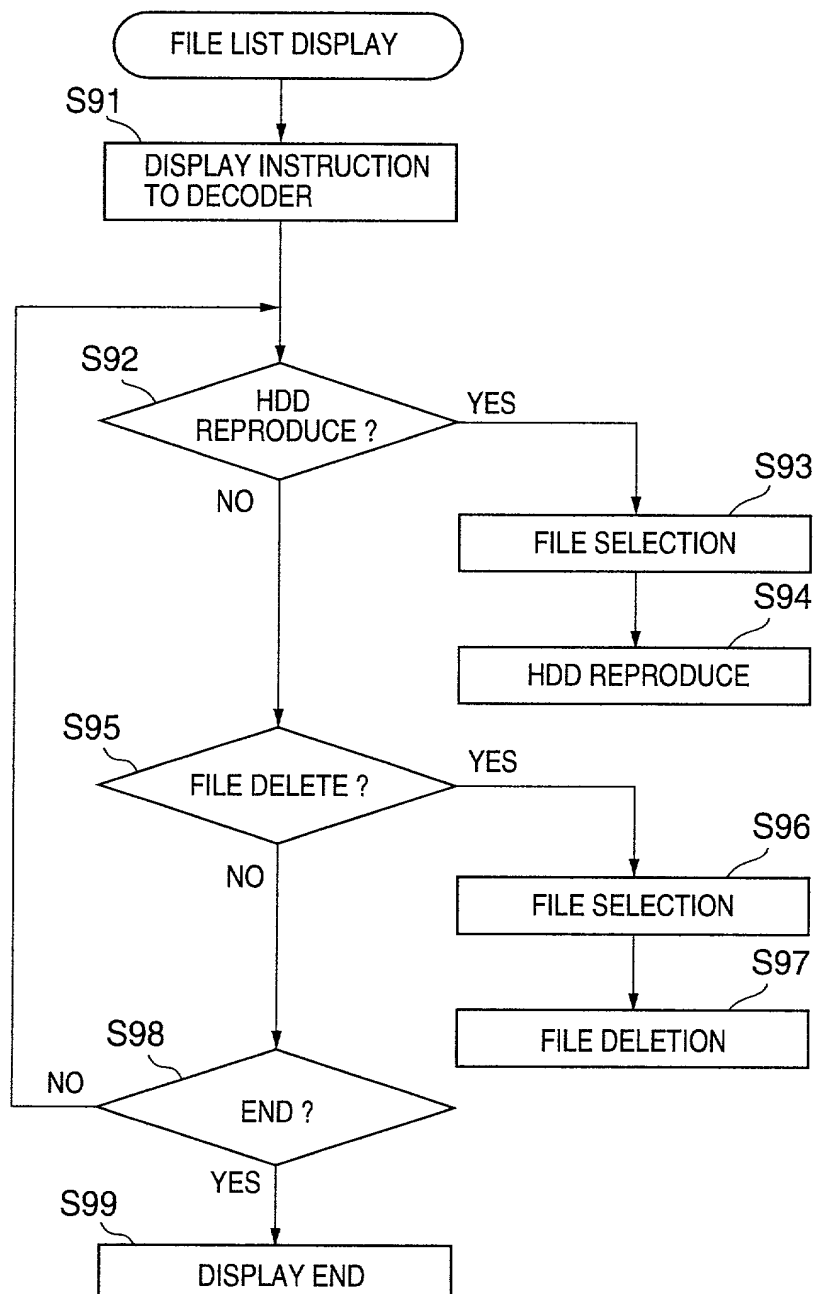 FILE LIST DISPLAY
S91
DISPLAY INSTRUCTION
TO DECODER
S92
HDD
REPRODUCE ?
YES
NO
S93
FILE SELECTION
S94
HDD REPRODUCE
S95
FILE DELETE ?
YES
NO
S96
FILE SELECTION
S97
FILE DELETION
S98
NO
END ?
YES
S99
DISPLAY END